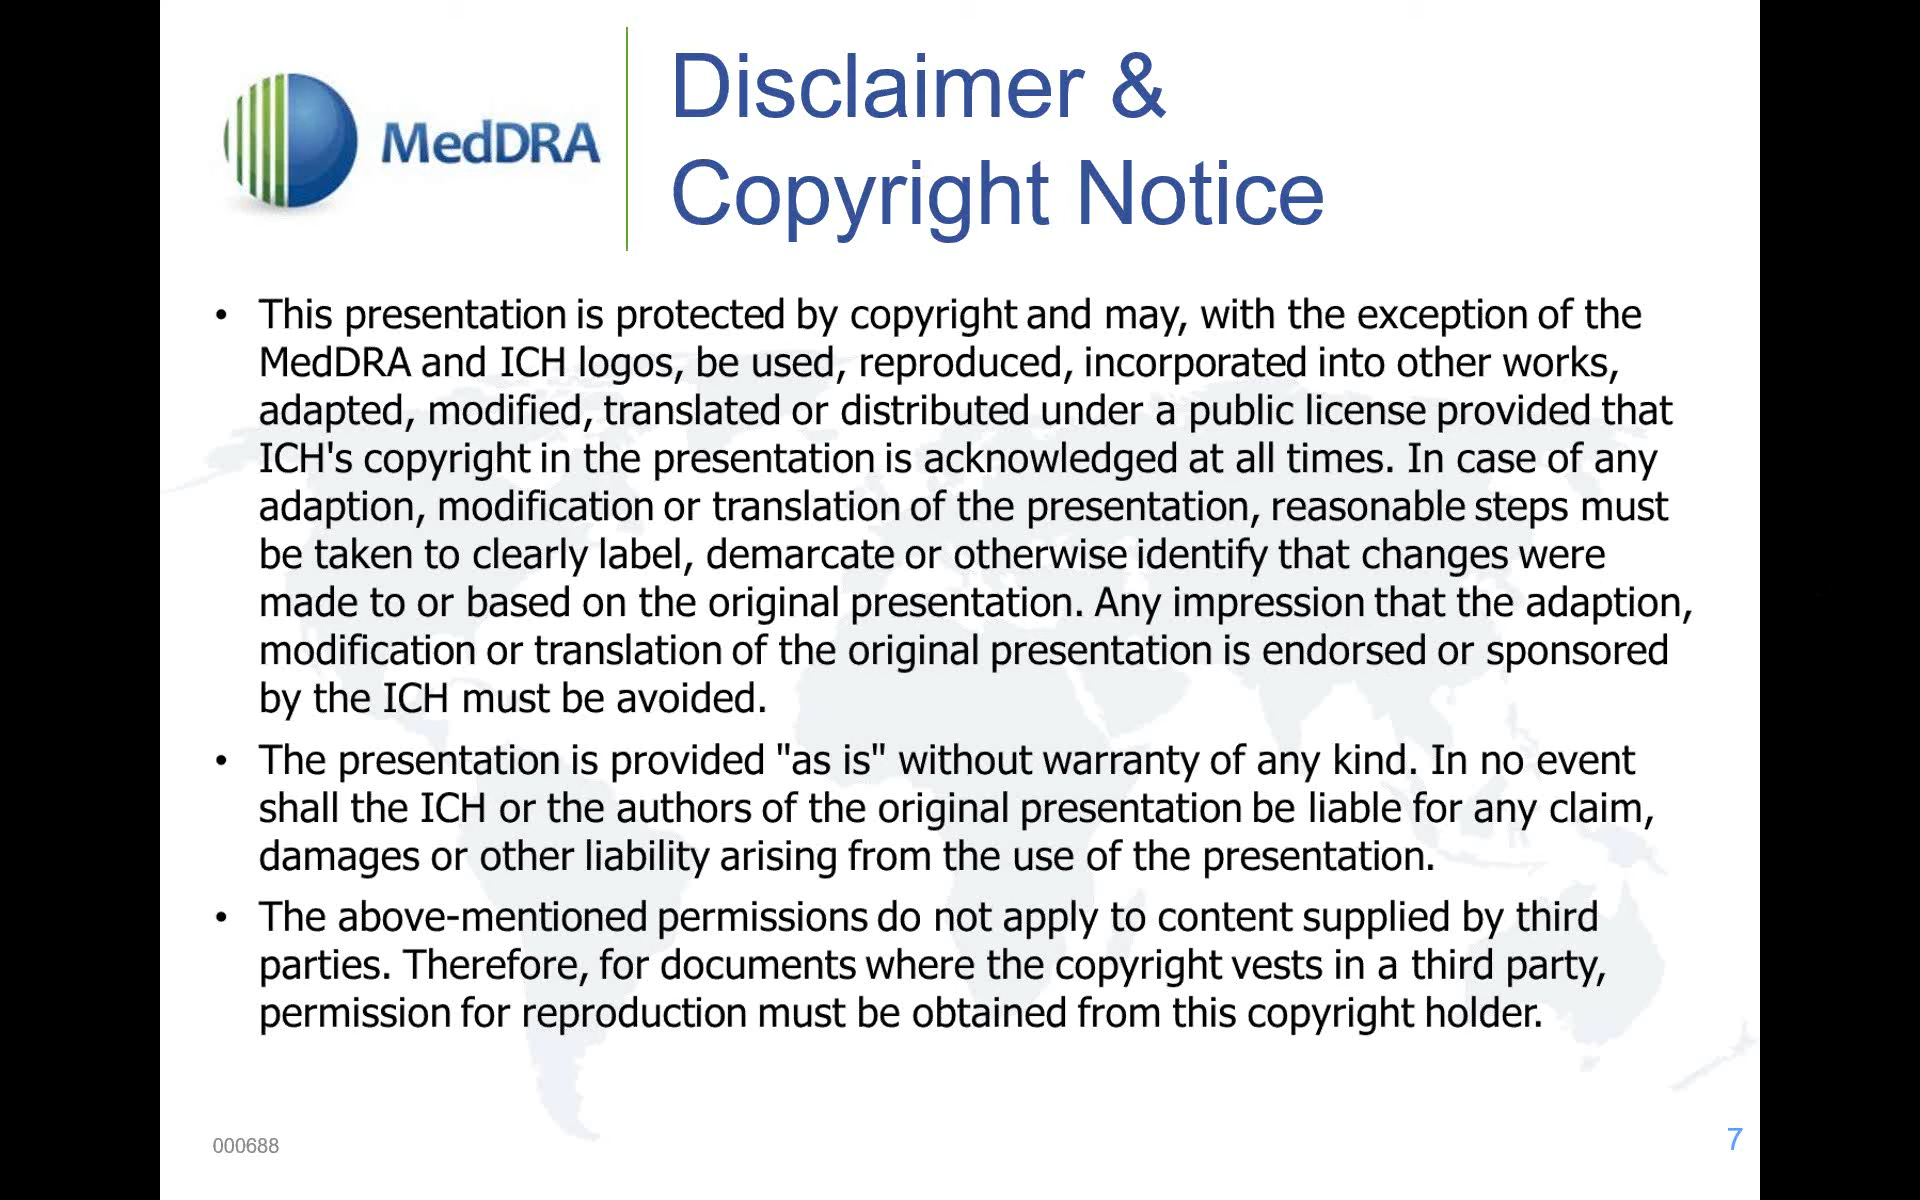 MedDRA
Disclaimer &
Copyright Notice
• This presentation is protected by copyright and may, with the exception of the
MedDRA and ICH logos, be used, reproduced, incorporated into other works,
adapted, modified, translated or distributed under a public license provided that
ICH's copyright in the presentation is acknowledged at all times. In case of any
adaption, modification or translation of the presentation, reasonable steps must
be taken to clearly label, demarcate or otherwise identify that changes were
made to or based on the original presentation. Any impression that the adaption,
modification or translation of the original presentation is endorsed or sponsored
by the ICH must be avoided.
• The presentation is provided "as is" without warranty of any kind. In no event
shall the ICH or the authors of the original presentation be liable for any claim,
damages or other liability arising from the use of the presentation.
• The above-mentioned permissions do not apply to content supplied by third
parties. Therefore, for documents where the copyright vests in a third party,
permission for reproduction must be obtained from this copyright holder.
000688
7